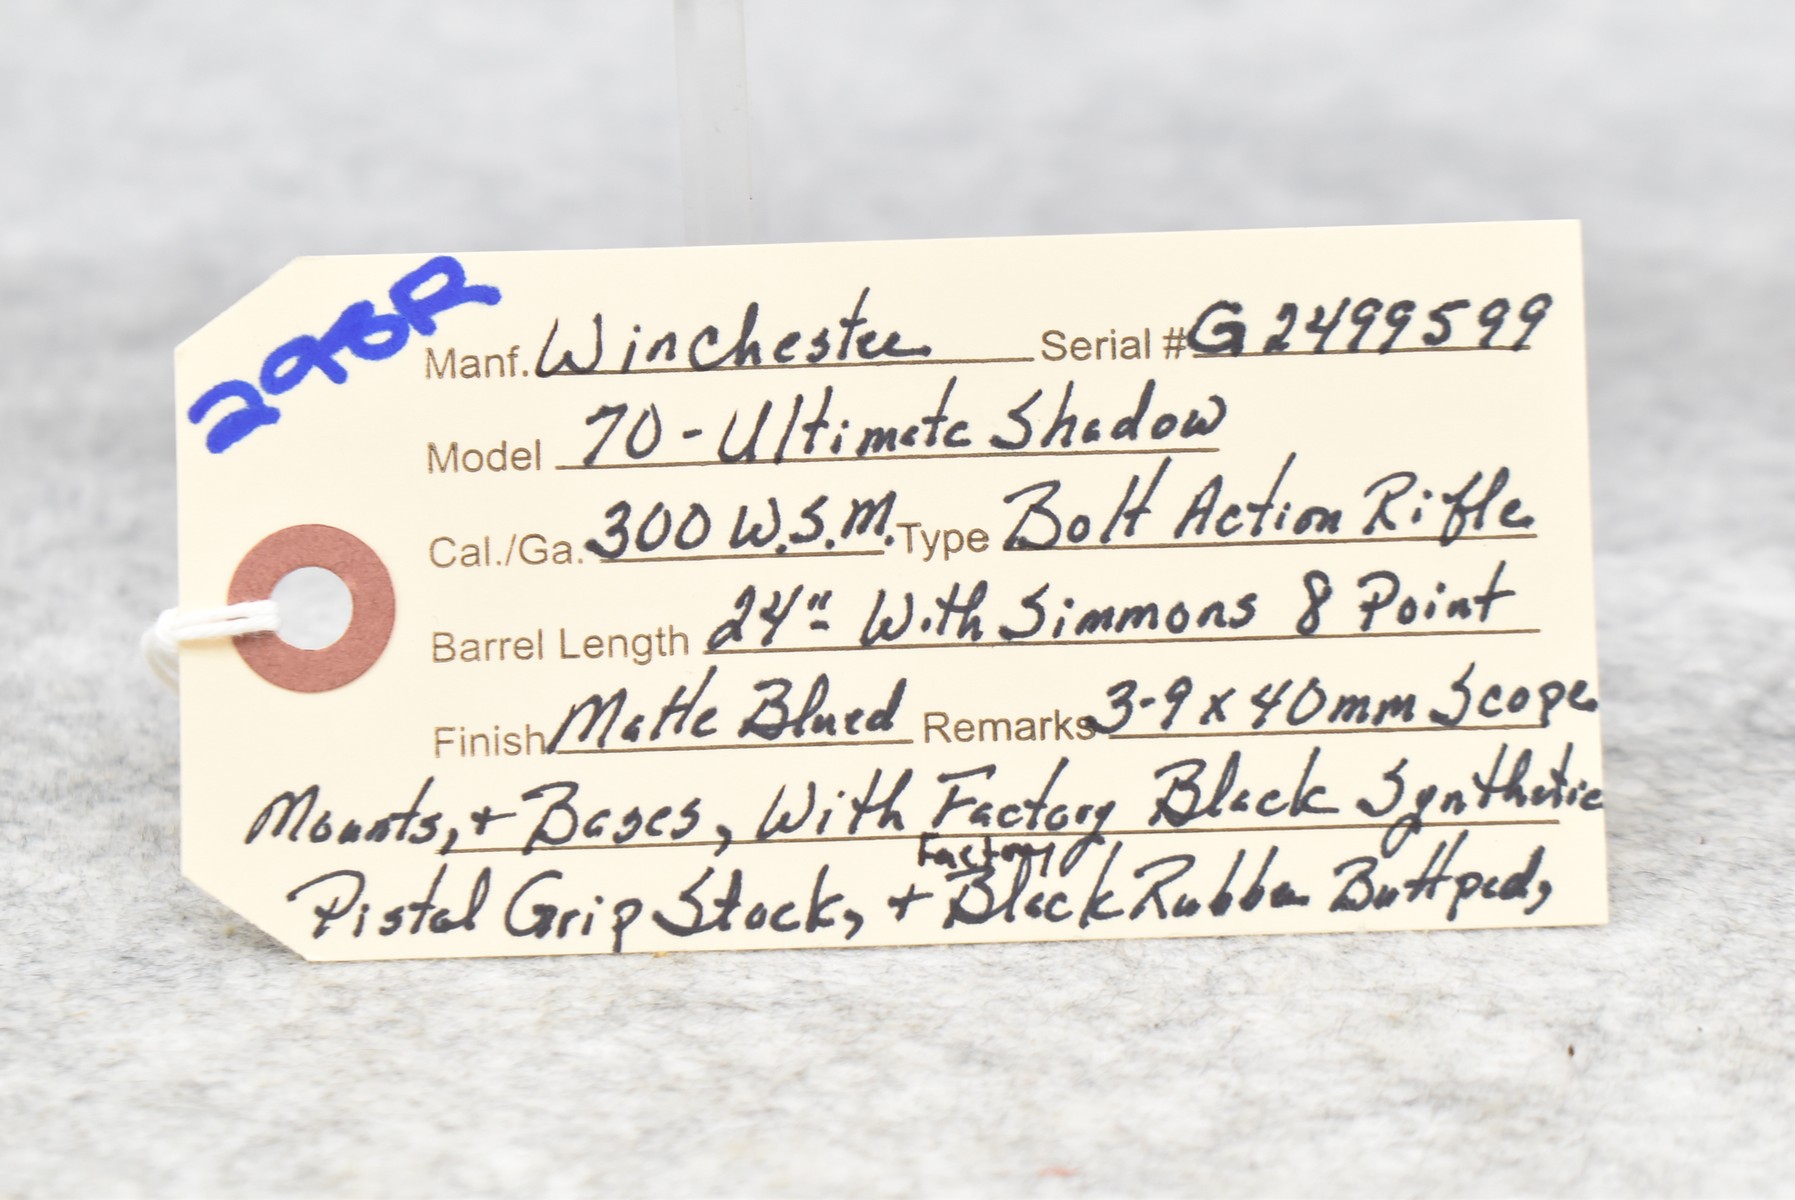 298R
Manf. Winchester Serial # G2499599
Model 70-Ultimate Shadow
Cal./Ga. 300 W.S.M. Type Bolt Action Rifle
Barrel Length 24" With Simmons 8 Point
Finish Matte Blued Remarks 3-9x40mm Scope
Mounts, + Bases, With Factory Black Synthetic
Factory
Pistol Grip Stock, + Black Rubber Buttpad,